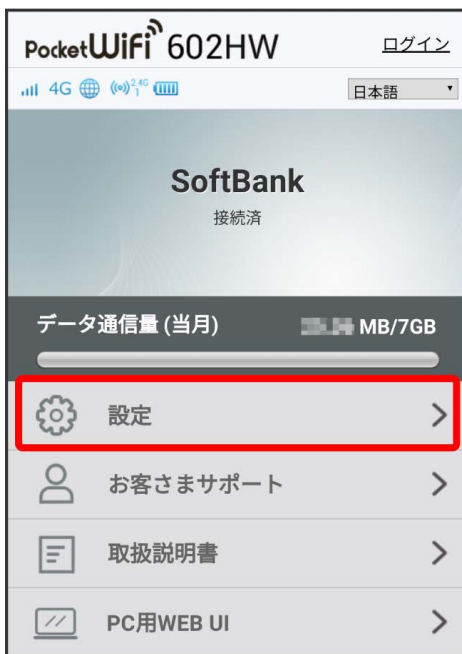 PocketWiFi 602HW
ログイン
4G 2.4G 1
日本語
SoftBank
接続済
データ通信量 (当月) MB/7GB
設定
お客さまサポート
取扱説明書
PC用WEB UI